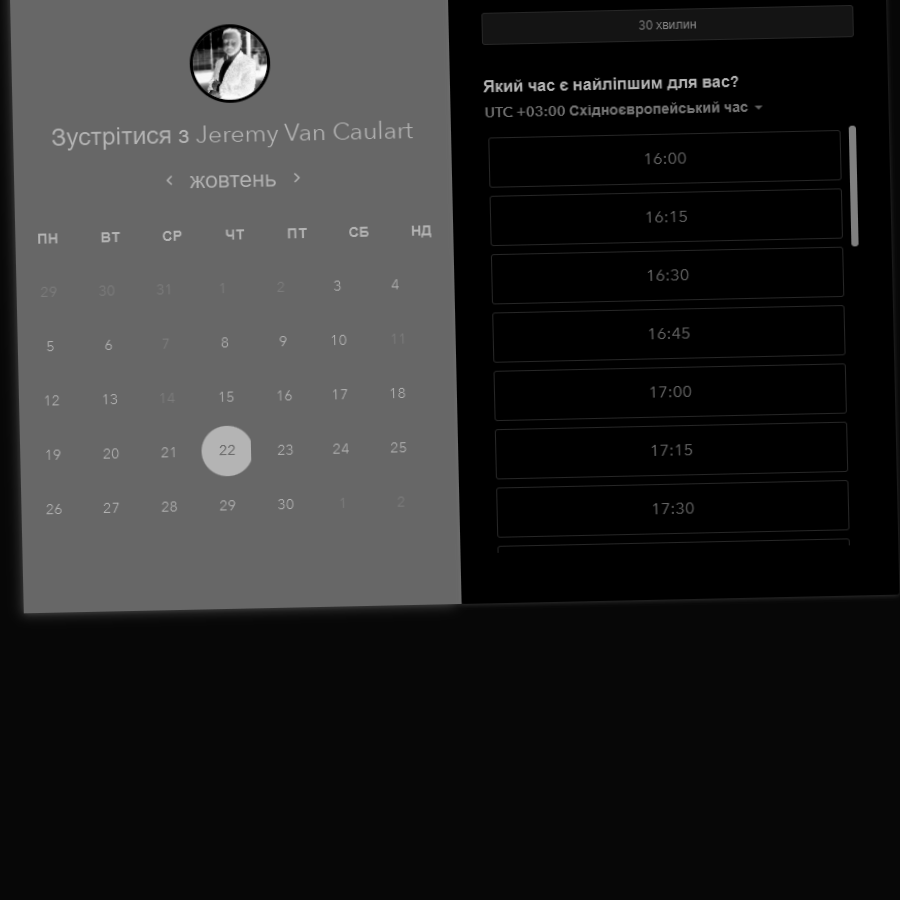 Зустрітися з Jeremy Van Caulart
жовтень
ПН ВТ СР ЧТ ПТ СБ НД
29 30 31 1 2 3 4
5 6 7 8 9 10 11
12 13 14 15 16 17 18
19 20 21 22 23 24 25
26 27 28 29 30 1 2
30 хвилин
Який час є найліпшим для вас?
UTC +03:00 Східноєвропейський час
16:00
16:15
16:30
16:45
17:00
17:15
17:30